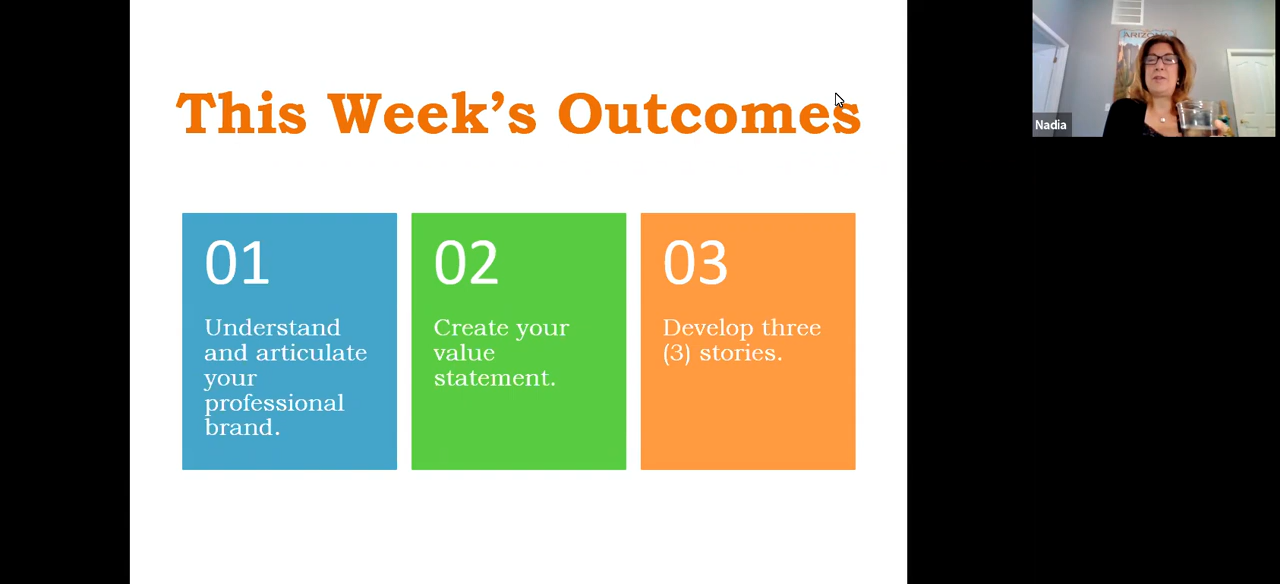 This Week’s Outcomes
01
Understand
and articulate
your
professional
brand.
02
Create your
value
statement.
03
Develop three
(3) stories.
ARIZONA
Nadia